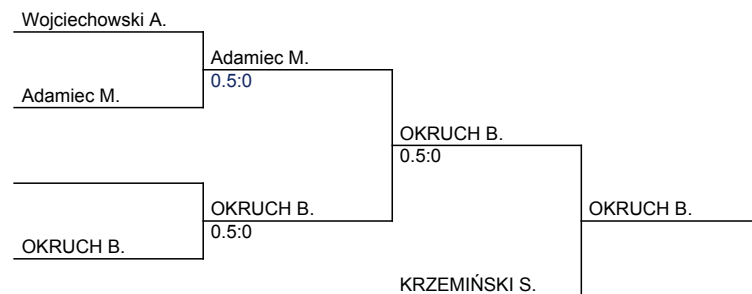 Wojciechowski A.
Adamiec M.
0.5:0
Adamiec M.
OKRUCH B.
0.5:0
OKRUCH B.
0.5:0
OKRUCH B.
OKRUCH B.
KRZEMIŃSKI S.